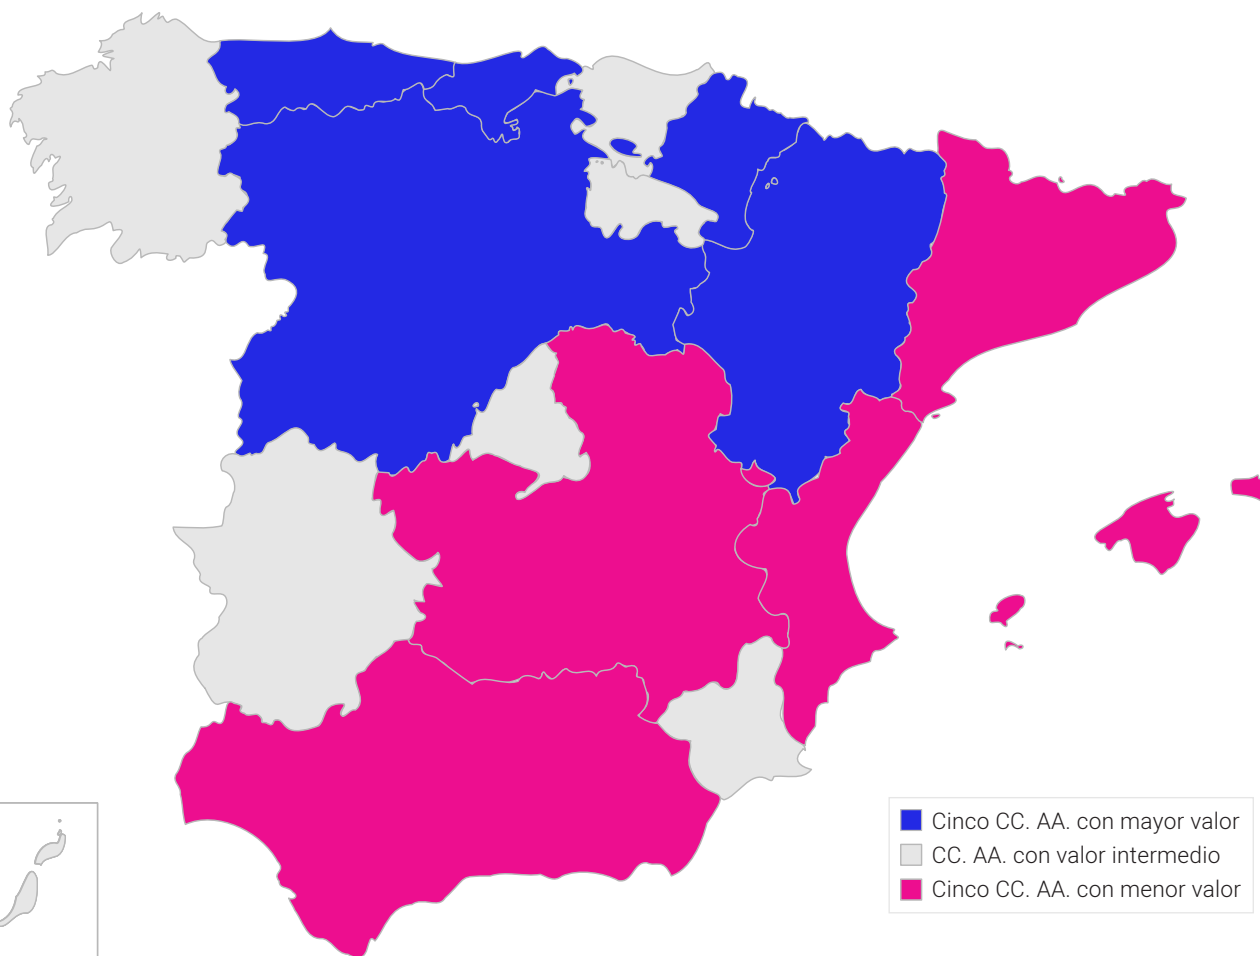 Cinco CC. AA. con mayor valor
CC. AA. con valor intermedio
Cinco CC. AA. con menor valor